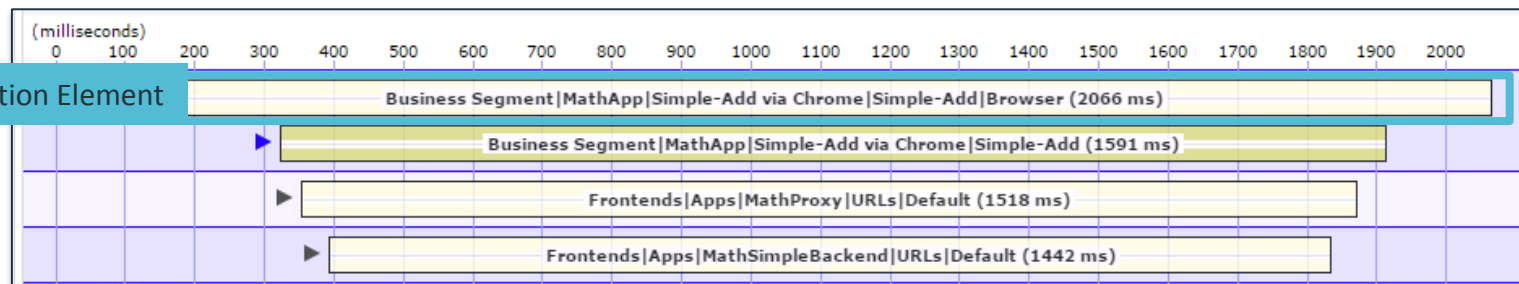 (milliseconds)
0 100 200 300 400 500 600 700 800 900 1000 1100 1200 1300 1400 1500 1600 1700 1800 1900 2000
tion Element
Business Segment|MathApp|Simple-Add via Chrome|Simple-Add|Browser (2066 ms)
Business Segment|MathApp|Simple-Add via Chrome|Simple-Add (1591 ms)
Frontends|Apps|MathProxy|URLs|Default (1518 ms)
Frontends|Apps|MathSimpleBackend|URLs|Default (1442 ms)